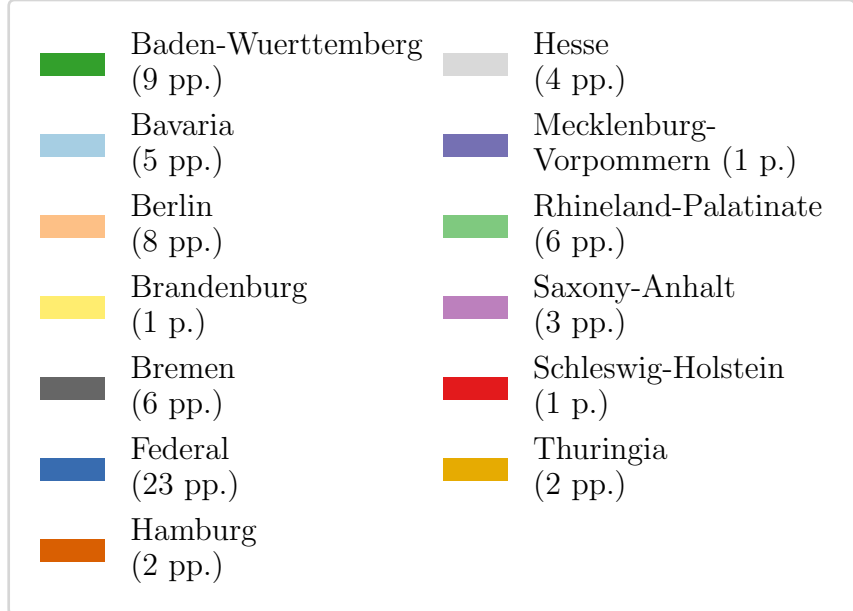 Baden-Wuerttemberg
(9 pp.)
Bavaria
(5 pp.)
Berlin
(8 pp.)
Brandenburg
(1 p.)
Bremen
(6 pp.)
Federal
(23 pp.)
Hamburg
(2 pp.)
Hesse
(4 pp.)
Mecklenburg-
Vorpommern (1 p.)
Rhineland-Palatinate
(6 pp.)
Saxony-Anhalt
(3 pp.)
Schleswig-Holstein
(1 p.)
Thuringia
(2 pp.)